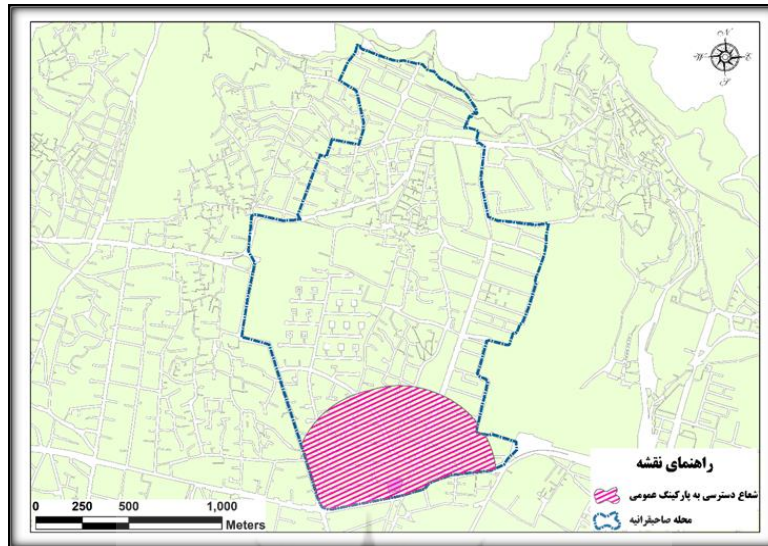 N
W E
S
راهنمای نقشه
شعاع دسترسی به پارکینگ عمومی
محله صاحبقرانیه
0 250 500 1,000
Meters